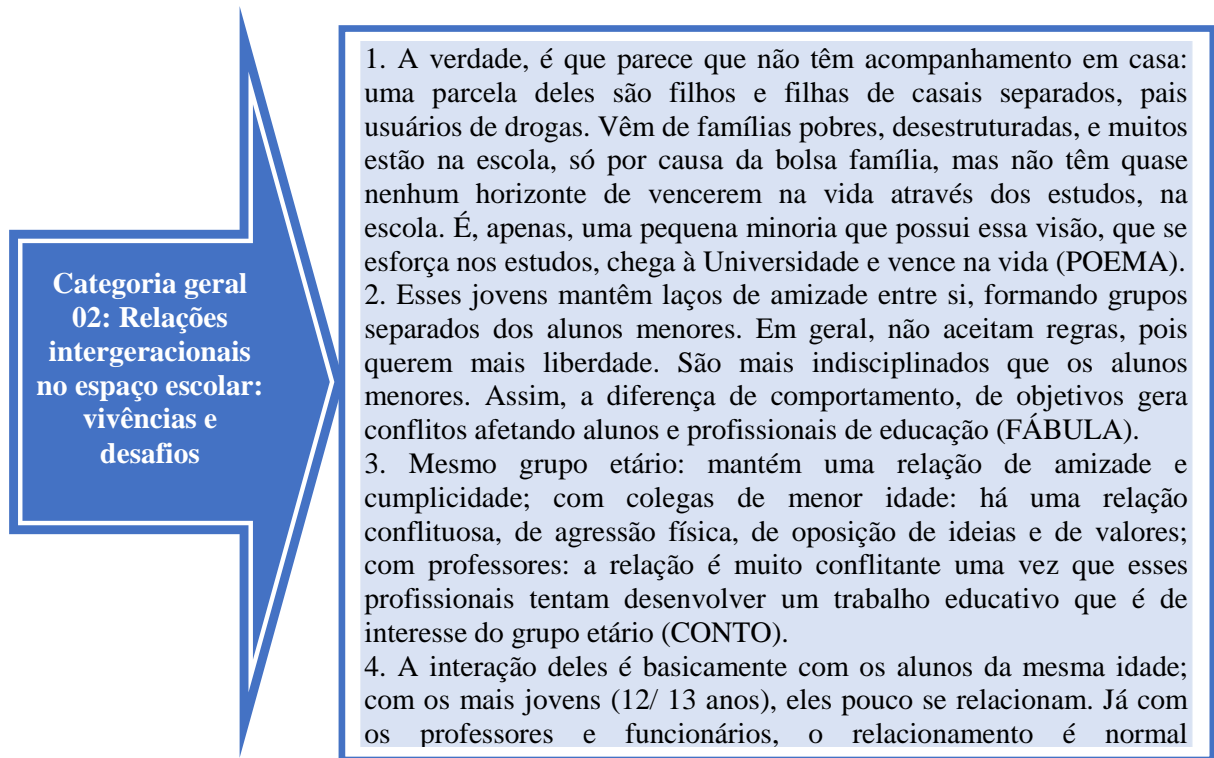 Categoria geral
02: Relações
intergeracionais
no espaço escolar:
vivências e
desafios
1. A verdade, é que parece que não têm acompanhamento em casa:
uma parcela deles são filhos e filhas de casais separados, pais
usuários de drogas. Vêm de famílias pobres, desestruturadas, e muitos
estão na escola, só por causa da bolsa família, mas não têm quase
nenhum horizonte de vencerem na vida através dos estudos, na
escola. É, apenas, uma pequena minoria que possui essa visão, que se
esforça nos estudos, chega à Universidade e vence na vida (POEMA).
2. Esses jovens mantêm laços de amizade entre si, formando grupos
separados dos alunos menores. Em geral, não aceitam regras, pois
querem mais liberdade. São mais indisciplinados que os alunos
menores. Assim, a diferença de comportamento, de objetivos gera
conflitos afetando alunos e profissionais de educação (FÁBULA).
3. Mesmo grupo etário: mantém uma relação de amizade e
cumplicidade; com colegas de menor idade: há uma relação
conflituosa, de agressão física, de oposição de ideias e de valores;
com professores: a relação é muito conflitante uma vez que esses
profissionais tentam desenvolver um trabalho educativo que é de
interesse do grupo etário (CONTO).
4. A interação deles é basicamente com os alunos da mesma idade;
com os mais jovens (12/ 13 anos), eles pouco se relacionam. Já com
os professores e funcionários, o relacionamento é normal